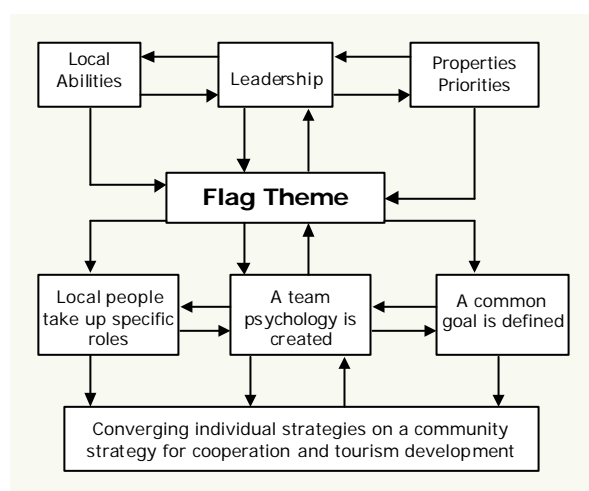 Local
Abilities
Leadership
Properties
Priorities
Flag Theme
Local people
take up specific
roles
A team
psychology is
created
A common
goal is defined
Converging individual strategies on a community
strategy for cooperation and tourism development